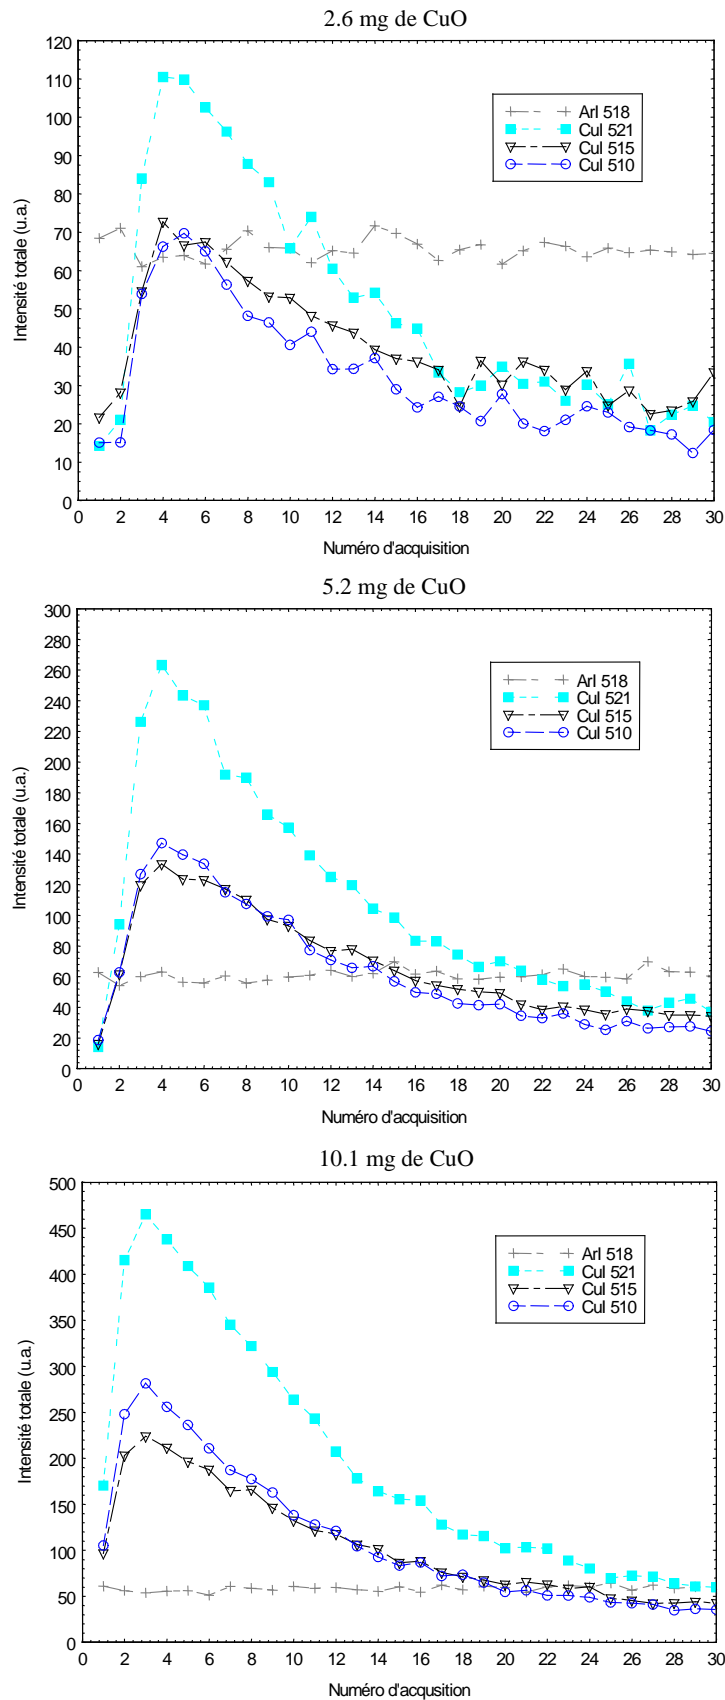 2.6 mg de CuO
120
110
100
90
80
70
60
50
40
30
20
10
0
Intensité totale (u.a.)
ArI 518
CuI 521
CuI 515
CuI 510
0 2 4 6 8 10 12 14 16 18 20 22 24 26 28 30
Numéro d'acquisition
5.2 mg de CuO
300
280
260
240
220
200
180
160
140
120
100
80
60
40
20
0
Intensité totale (u.a.)
ArI 518
CuI 521
CuI 515
CuI 510
0 2 4 6 8 10 12 14 16 18 20 22 24 26 28 30
Numéro d'acquisition
10.1 mg de CuO
500
450
400
350
300
250
200
150
100
50
0
Intensité totale (u.a.)
ArI 518
CuI 521
CuI 515
CuI 510
0 2 4 6 8 10 12 14 16 18 20 22 24 26 28 30
Numéro d'acqusition